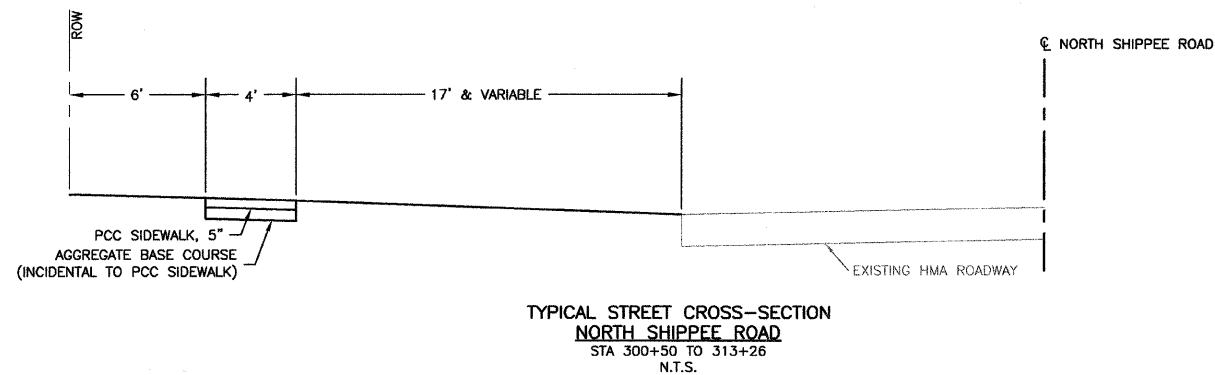 ROW
℄ NORTH SHIPPEE ROAD
6'
4'
17' & VARIABLE
PCC SIDEWALK, 5"
AGGREGATE BASE COURSE
(INCIDENTAL TO PCC SIDEWALK)
EXISTING HMA ROADWAY
TYPICAL STREET CROSS-SECTION
NORTH SHIPPEE ROAD
STA 300+50 TO 313+26
N.T.S.